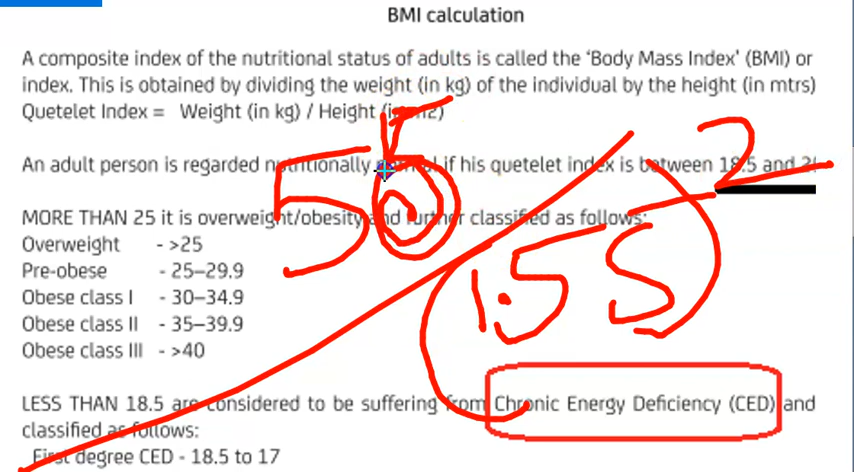 BMI calculation
A composite index of the nutritional status of adults is called the 'Body Mass Index' (BMI) or
index. This is obtained by dividing the weight (in kg) of the individual by the height (in mtrs)
Quetelet Index = Weight (in kg) / Height
An adult person is regarded nutritionally if his quetelet index is between 18.5 and
MORE THAN 25 it is overweight/obesity and further classified as follows:
Overweight - >25
Pre-obese - 25–29.9
Obese class I - 30–34.9
Obese class II - 35–39.9
Obese class III - >40
(1.55)2
LESS THAN 18.5 are considered to be suffering from Chronic Energy Deficiency (CED) and
classified as follows:
First degree CED - 18.5 to 17